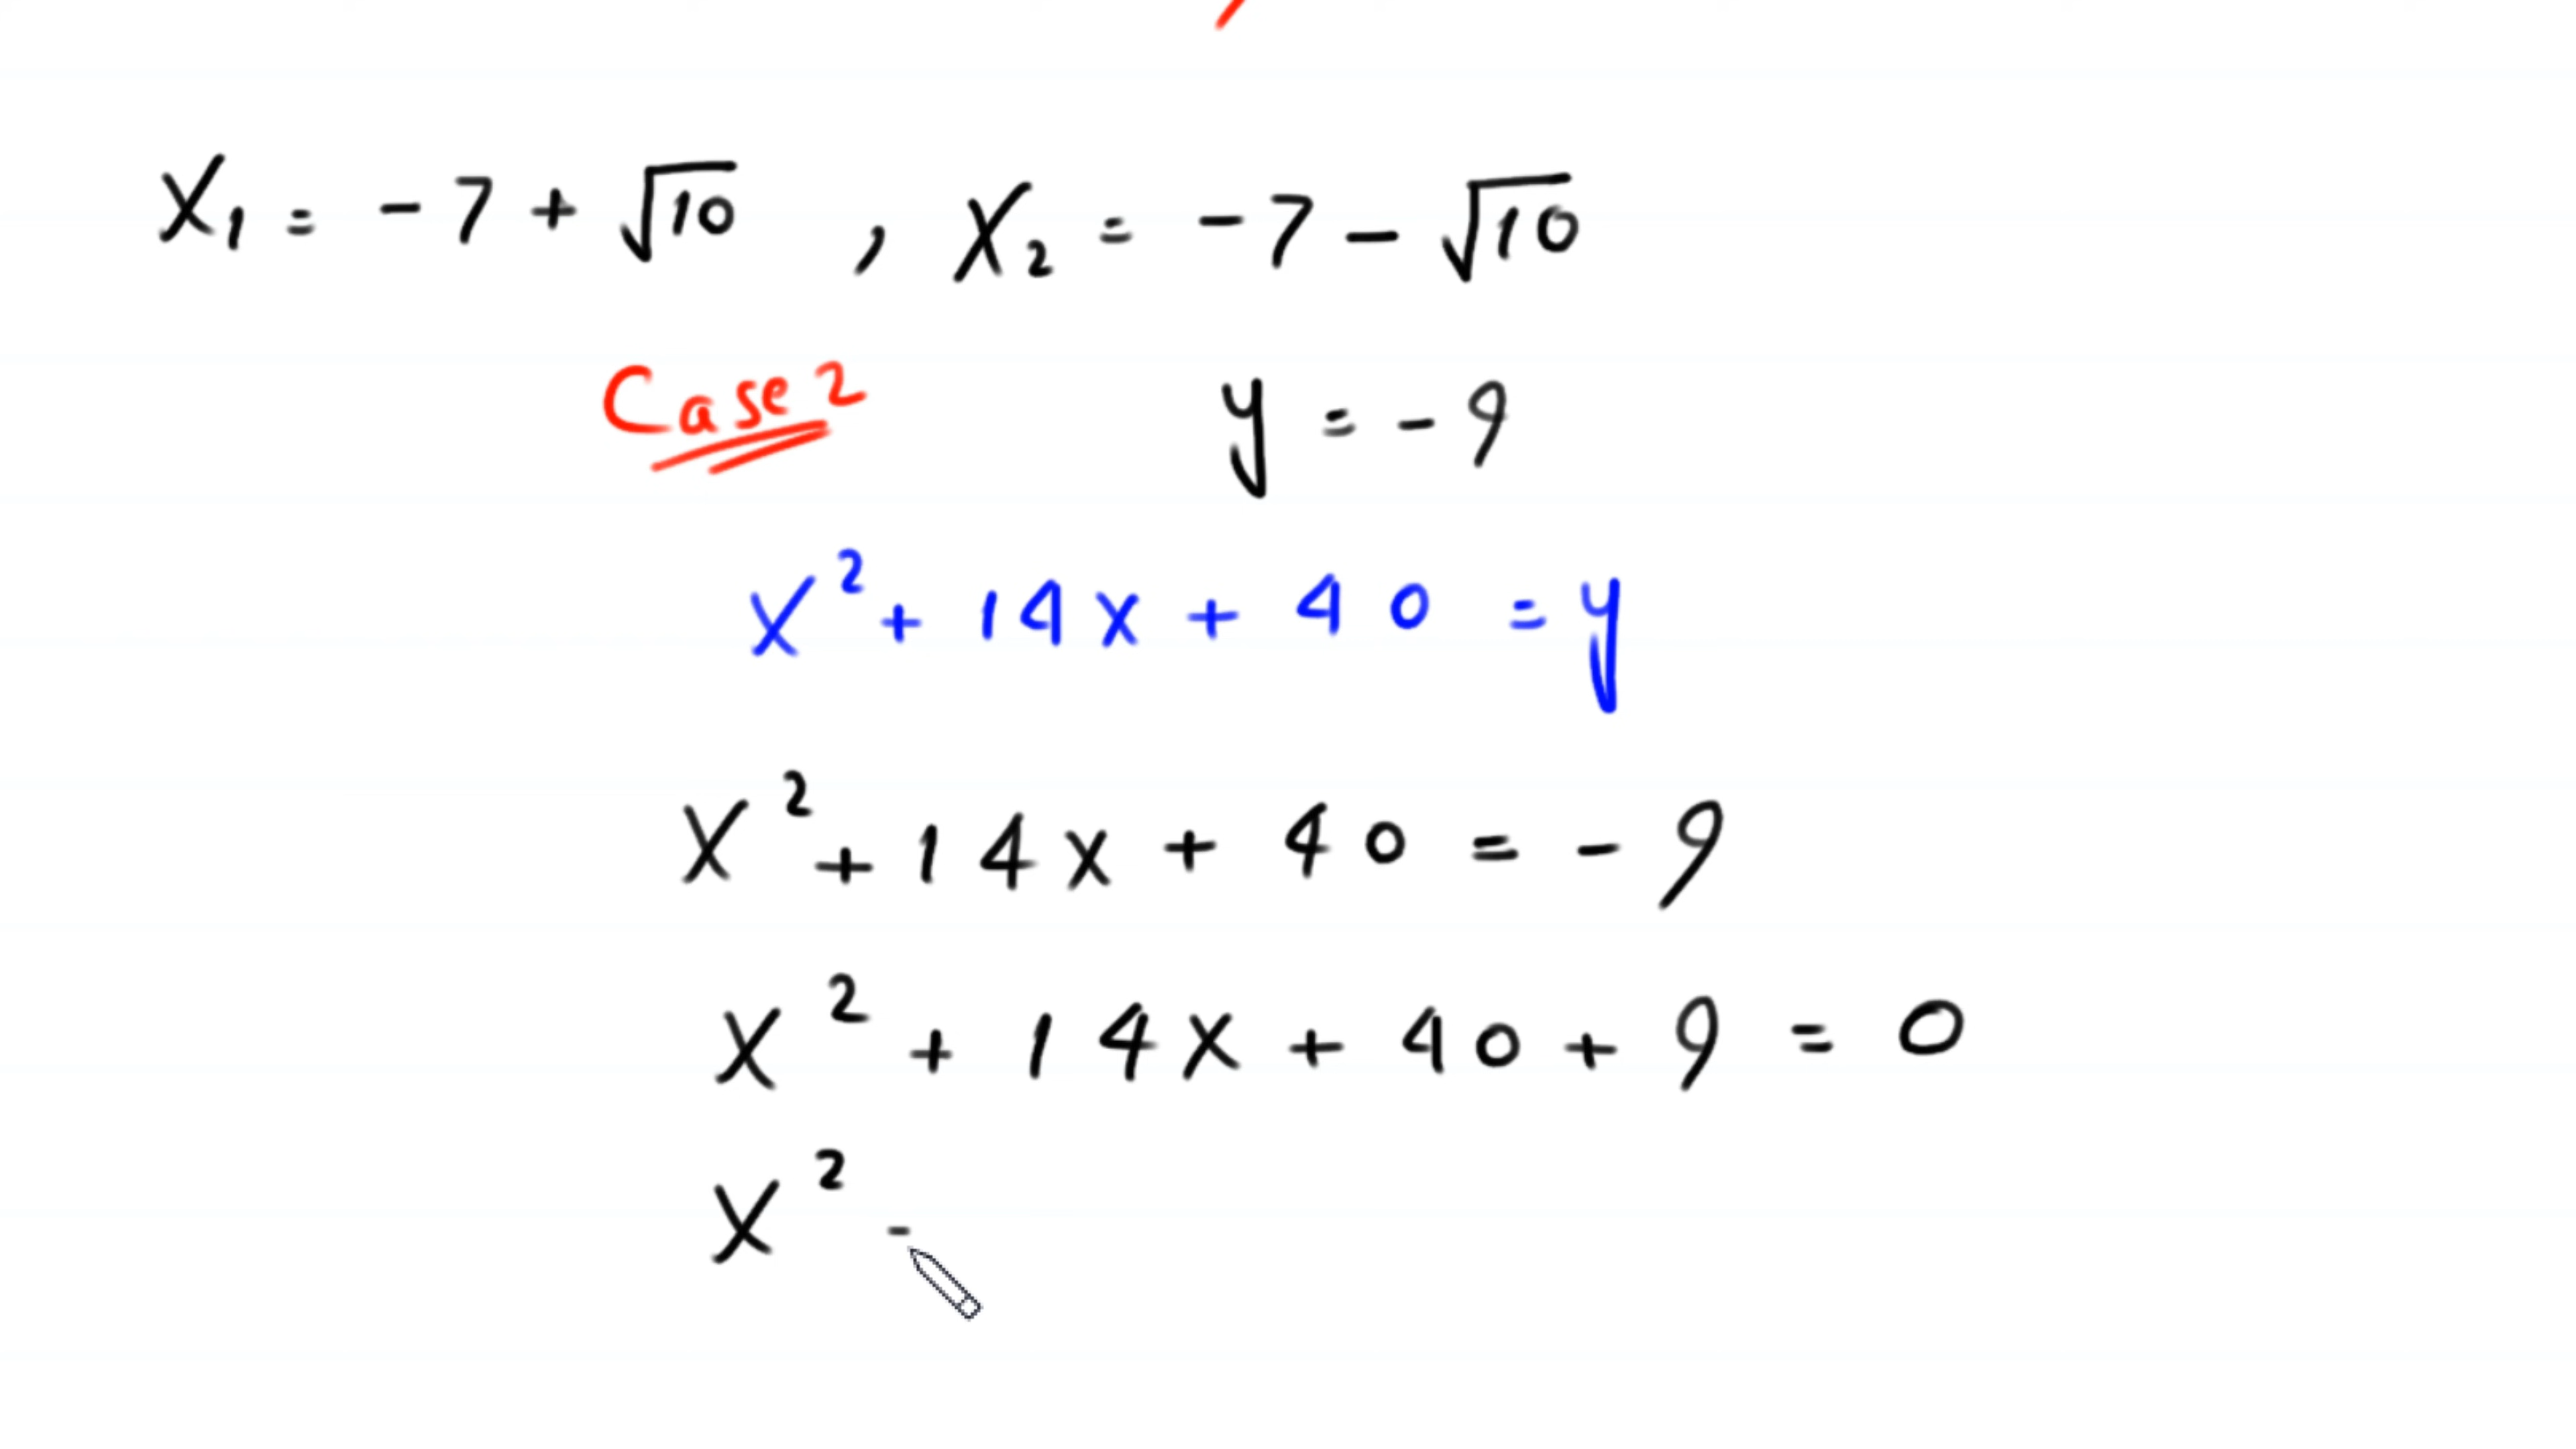 X₁ = -7 + √10 , X₂ = -7 - √10
Case 2 y = -9
X² + 14x + 40 = y
X² + 14x + 40 = -9
X² + 14x + 40 + 9 = 0
X² -